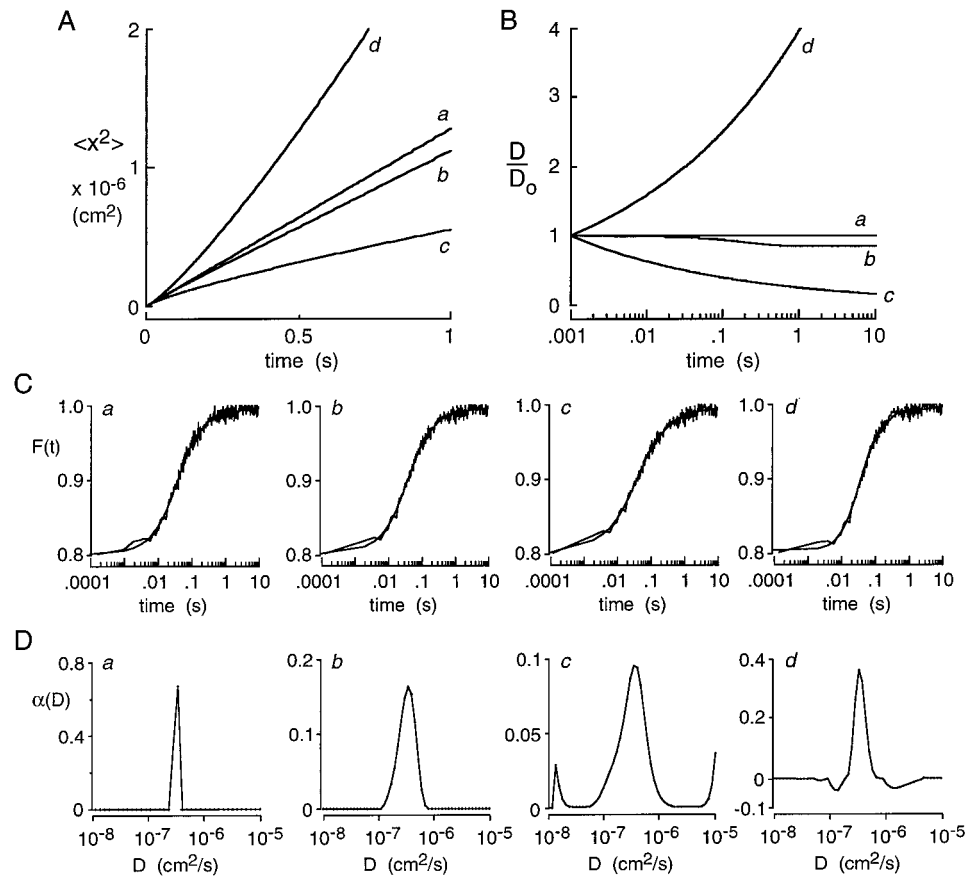 A
2
1
0
<x²>
x 10⁻⁶
(cm²)
d
a
b
c
0 0.5 1
time (s)
B
4
3
2
1
0
D
Dₒ
d
a
b
c
.001 .01 .1 1 10
time (s)
C
F(t)
a
1.0
0.9
0.8
.0001 .01 .1 1 10
time (s)
b
1.0
0.9
0.8
.0001 .01 .1 1 10
time (s)
c
1.0
0.9
0.8
.0001 .01 .1 1 10
time (s)
d
1.0
0.9
0.8
.0001 .01 .1 1 10
time (s)
D
α(D)
a
0.8
0.4
0
10⁻⁸ 10⁻⁷ 10⁻⁶ 10⁻⁵
D (cm²/s)
b
0.2
0.1
0
10⁻⁸ 10⁻⁷ 10⁻⁶ 10⁻⁵
D (cm²/s)
c
0.1
0.05
0
10⁻⁸ 10⁻⁷ 10⁻⁶ 10⁻⁵
D (cm²/s)
d
0.4
0.2
0
-0.1
10⁻⁸ 10⁻⁷ 10⁻⁶ 10⁻⁵
D (cm²/s)